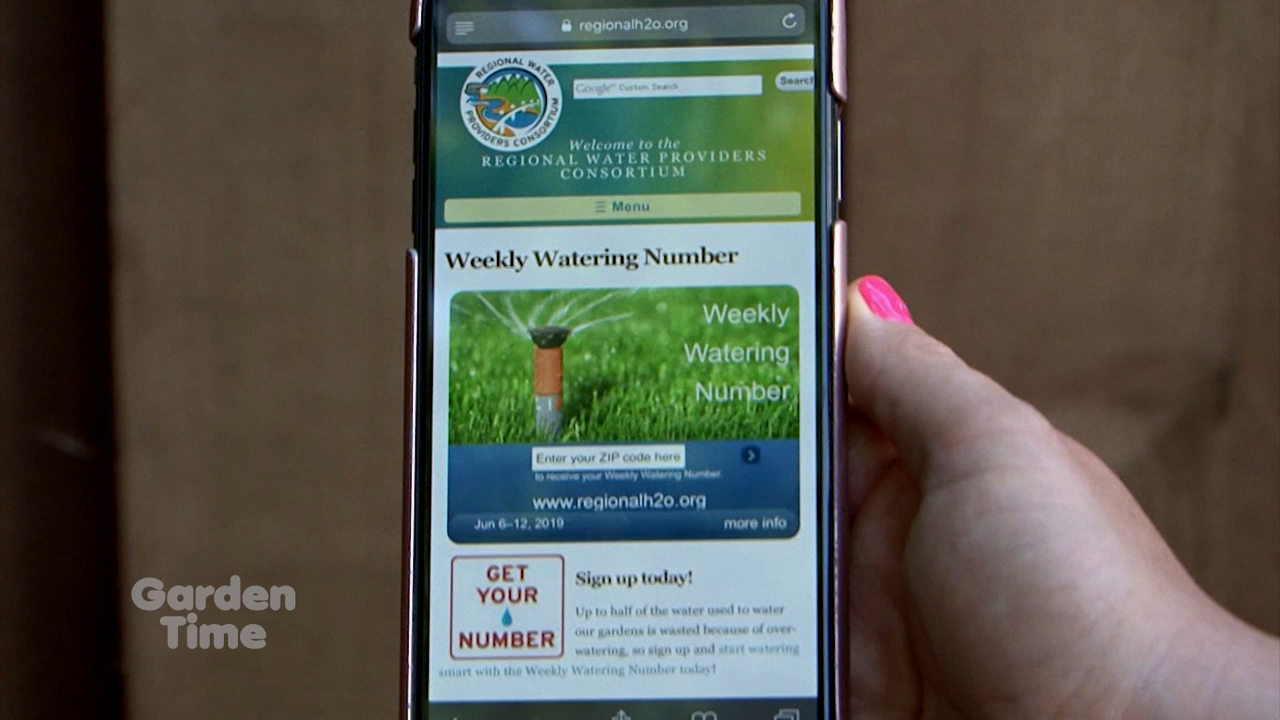 regionalh2o.org
REGIONAL WATER
PROVIDERS CONSORTIUM
Google™ Custom Search
Search
Welcome to the
REGIONAL WATER PROVIDERS
CONSORTIUM
☰ Menu
Weekly Watering Number
Weekly
Watering
Number
Enter your ZIP code here
to receive your Weekly Watering Number.
www.regionalh2o.org
Jun 6–12, 2019
more info
GET
YOUR
NUMBER
Sign up today!
Up to half of the water used to water
our gardens is wasted because of over-
watering, so sign up and start watering
smart with the Weekly Watering Number today!
Garden
Time